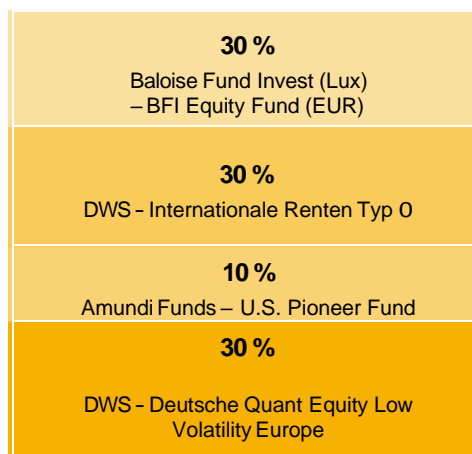 30 %
Baloise Fund Invest (Lux)
– BFI Equity Fund (EUR)
30 %
DWS – Internationale Renten Typ O
10 %
Amundi Funds – U.S. Pioneer Fund
30 %
DWS – Deutsche Quant Equity Low
Volatility Europe